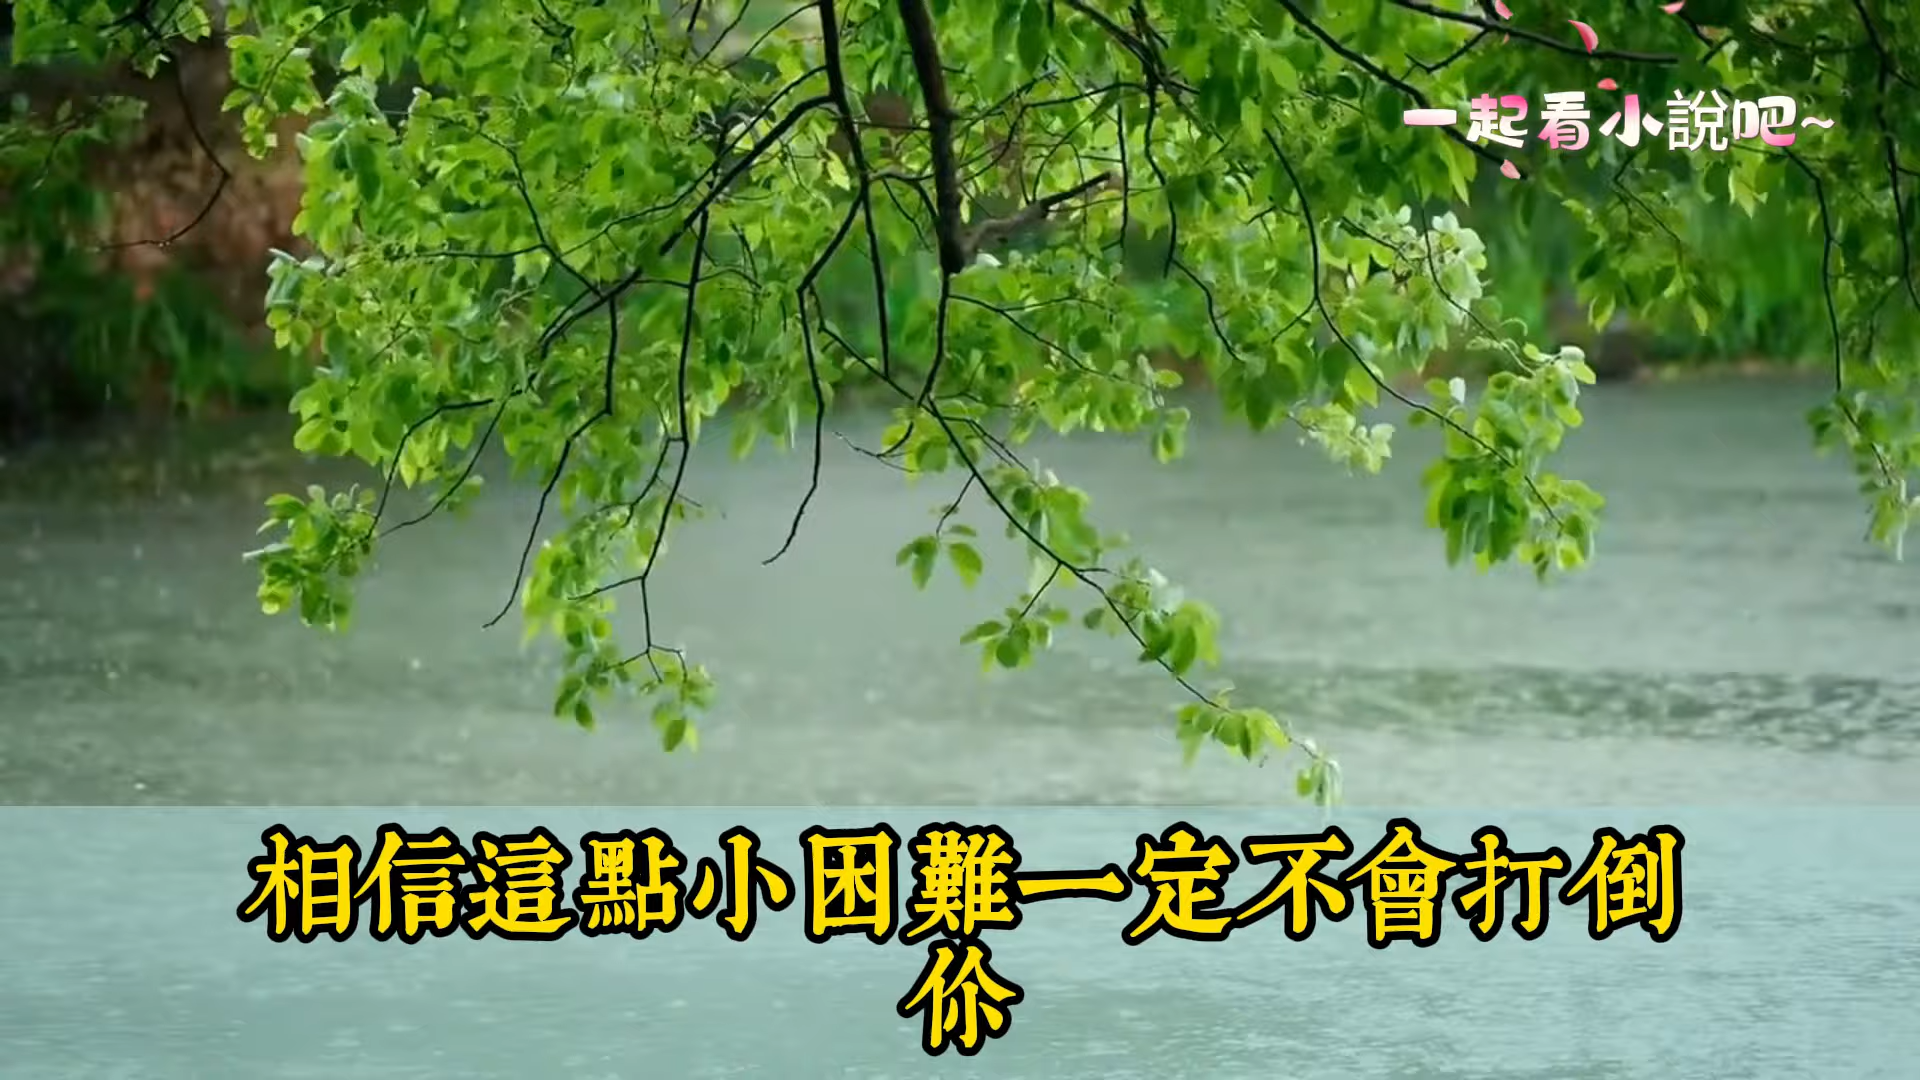 一起看小說吧~
相信這點小困難一定不會打倒
你